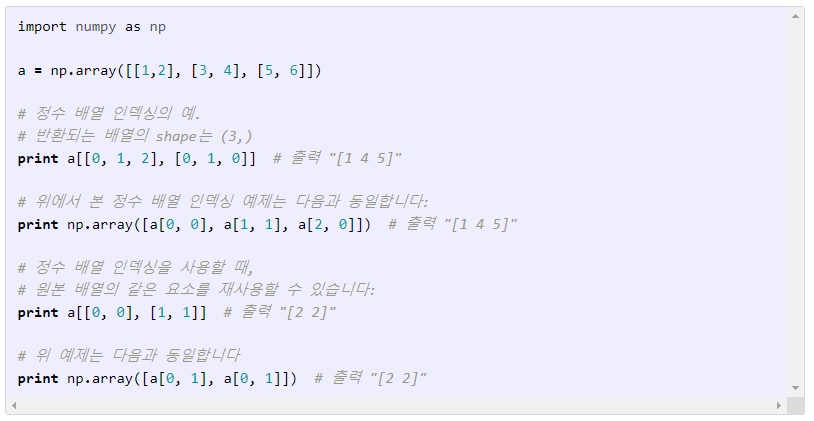 import numpy as np
a = np.array([[1,2], [3, 4], [5, 6]])
# 정수 배열 인덱싱의 예.
# 반환되는 배열의 shape는 (3,)
print a[[0, 1, 2], [0, 1, 0]]  # 출력 "[1 4 5]"
# 위에서 본 정수 배열 인덱싱 예제는 다음과 동일합니다:
print np.array([a[0, 0], a[1, 1], a[2, 0]])  # 출력 "[1 4 5]"
# 정수 배열 인덱싱을 사용할 때,
# 원본 배열의 같은 요소를 재사용할 수 있습니다:
print a[[0, 0], [1, 1]]  # 출력 "[2 2]"
# 위 예제는 다음과 동일합니다
print np.array([a[0, 1], a[0, 1]])  # 출력 "[2 2]"